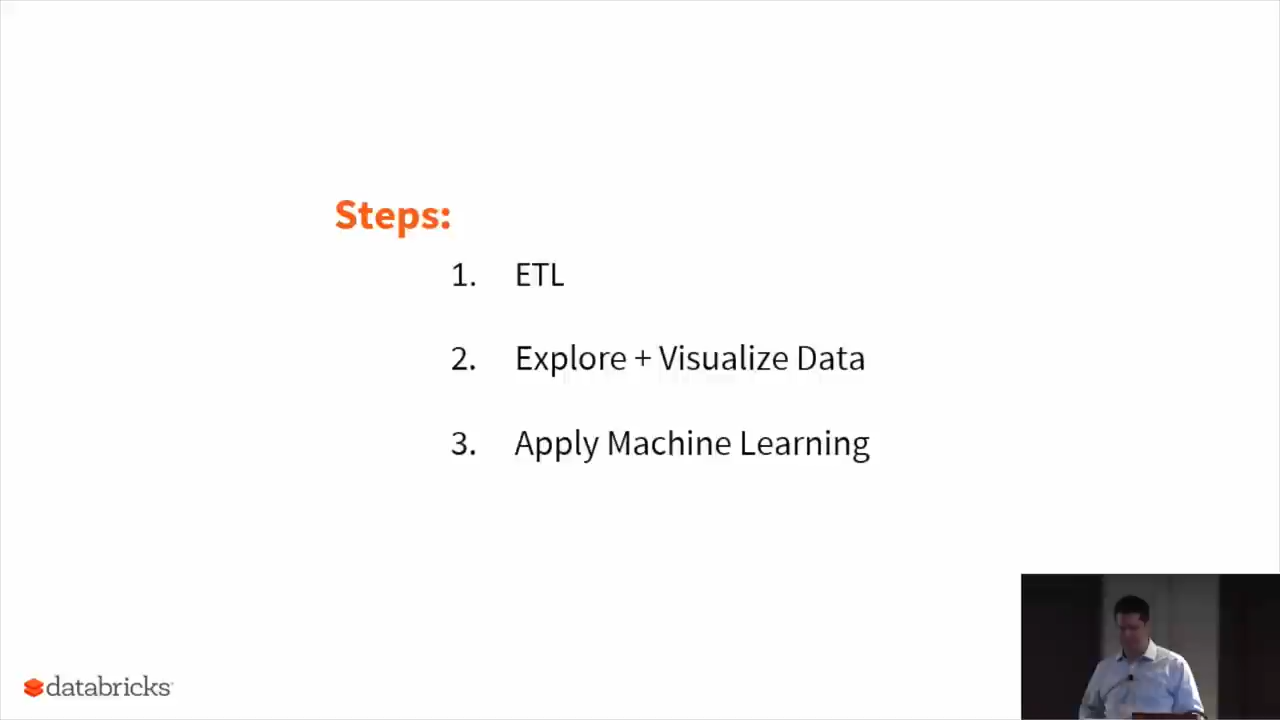 Steps:
1. ETL
2. Explore + Visualize Data
3. Apply Machine Learning
databricks